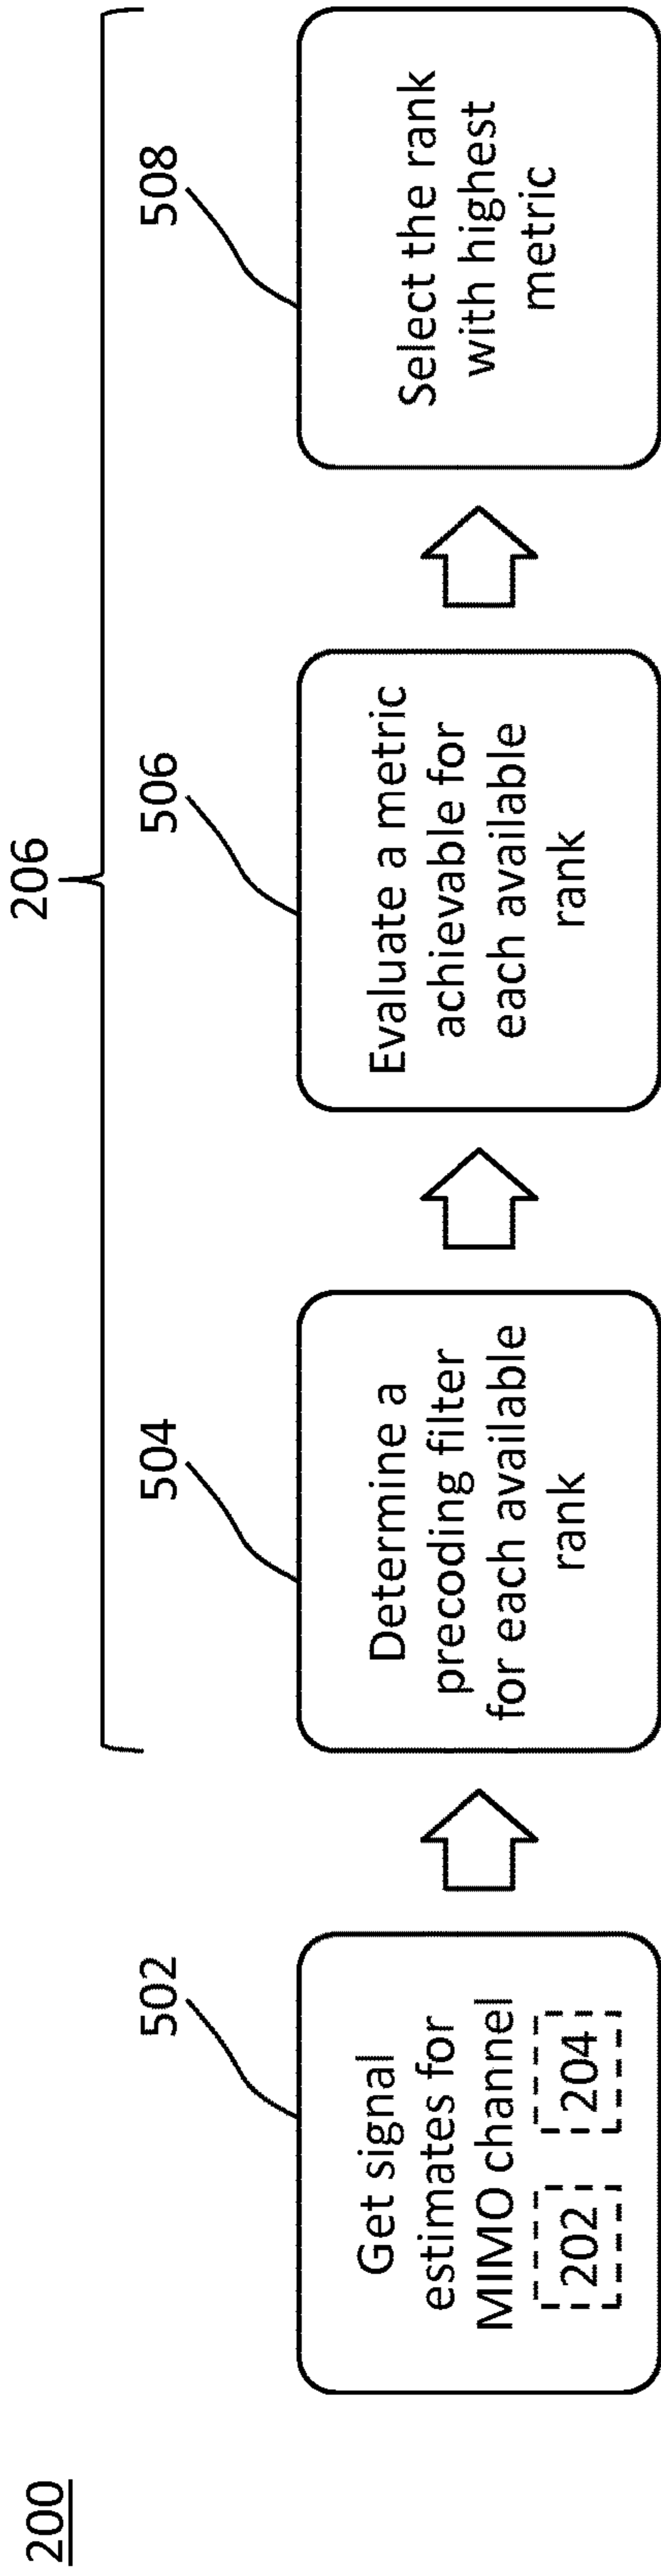 200
206
502
Get signal
estimates for
MIMO channel
202
204
504
Determine a
precoding filter
for each available
rank
506
Evaluate a metric
achievable for
each available
rank
508
Select the rank
with highest
metric